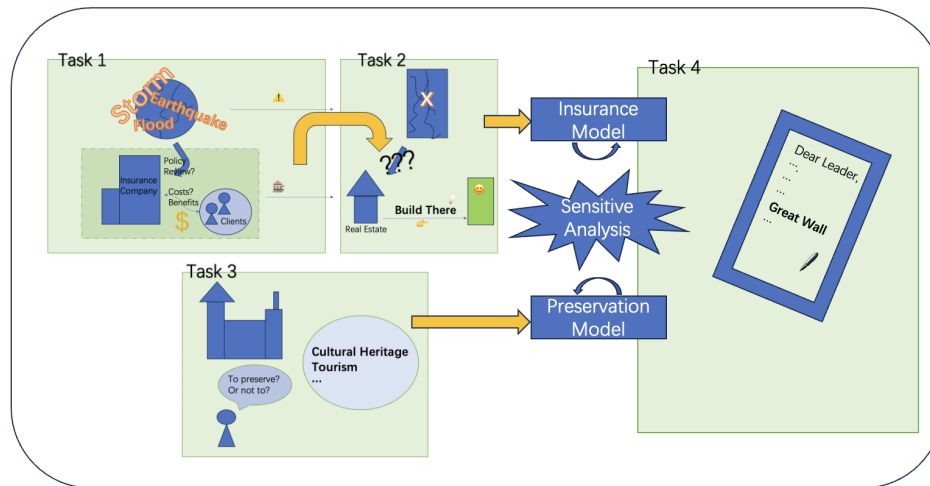 Task 1
Storm
Earthquake
Flood
Insurance
Company
Policy
Review?
Costs?
Benefits
$
Clients
Task 2
X
???
Build There
Real Estate
Task 3
To preserve?
Or not to?
Cultural Heritage
Tourism
...
Insurance
Model
Sensitive
Analysis
Preservation
Model
Task 4
Dear Leader,
...
...
...
Great Wall
...